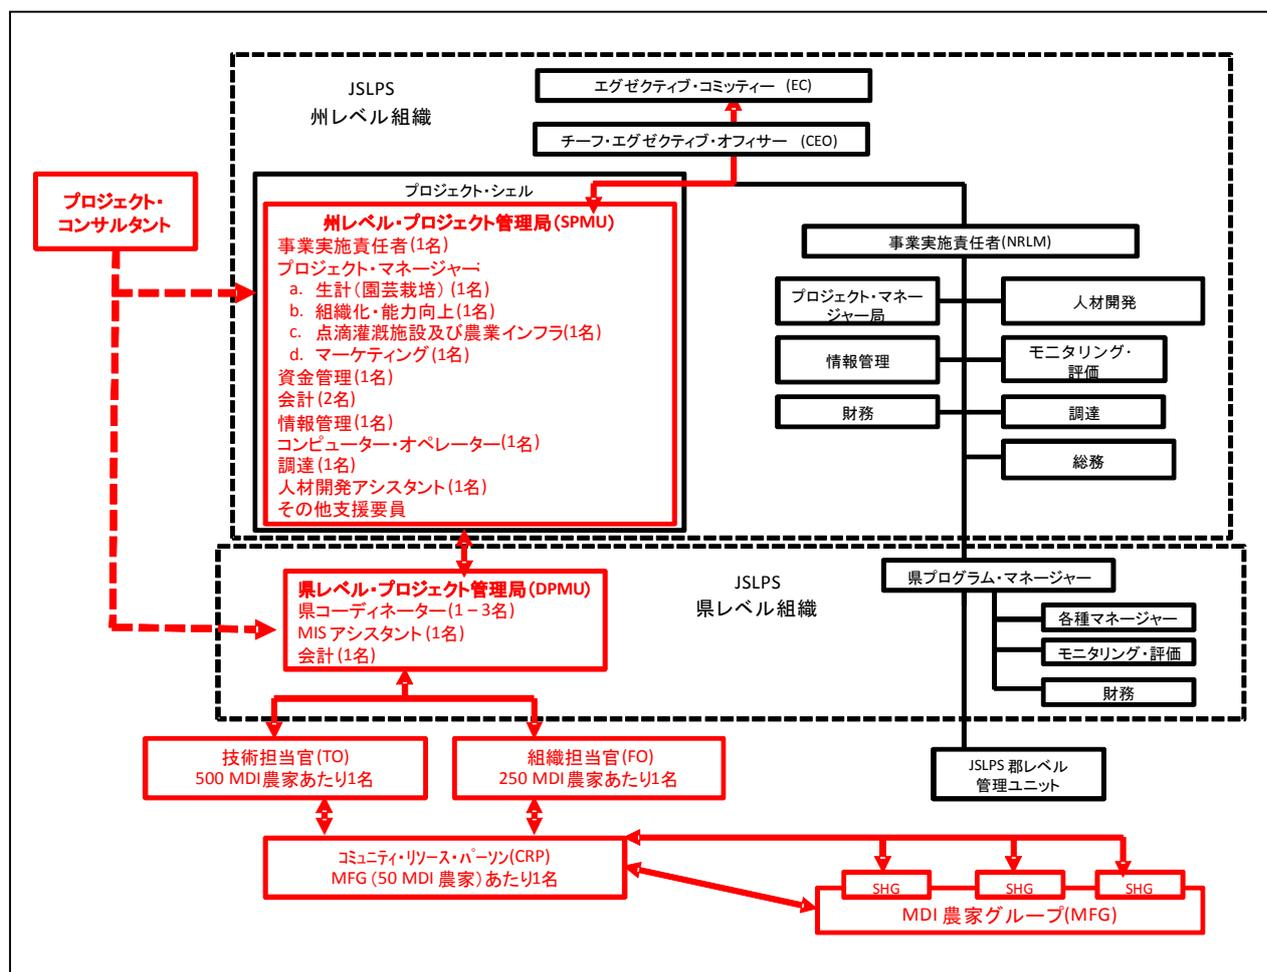 JSLPS
州レベル組織
エグゼクティブ・コミッティー (EC)
チーフ・エグゼクティブ・オフィサー (CEO)
プロジェクト・
コンサルタント
プロジェクト・シェル
州レベル・プロジェクト管理局(SPMU)
事業実施責任者(1名)
プロジェクト・マネージャー:
a. 生計(園芸栽培) (1名)
b. 組織化・能力向上(1名)
c. 点滴灌漑施設及び農業インフラ(1名)
d. マーケティング(1名)
資金管理(1名)
会計(2名)
情報管理(1名)
コンピューター・オペレーター(1名)
調達(1名)
人材開発アシスタント(1名)
その他支援要員
事業実施責任者(NRLM)
プロジェクト・マネー
ジャー局
人材開発
情報管理
モニタリング・
評価
財務
調達
総務
県レベル・プロジェクト管理局(DPMU)
県コーディネーター(1 – 3名)
MIS アシスタント(1名)
会計(1名)
JSLPS
県レベル組織
県プログラム・マネージャー
各種マネージャー
モニタリング・評価
財務
技術担当官(TO)
500 MDI農家あたり1名
組織担当官(FO)
250 MDI農家あたり1名
JSLPS 郡レベル
管理ユニット
コミュニティ・リソース・パーソン(CRP)
MFG (50 MDI 農家) あたり1名
SHG
SHG
SHG
MDI 農家グループ(MFG)